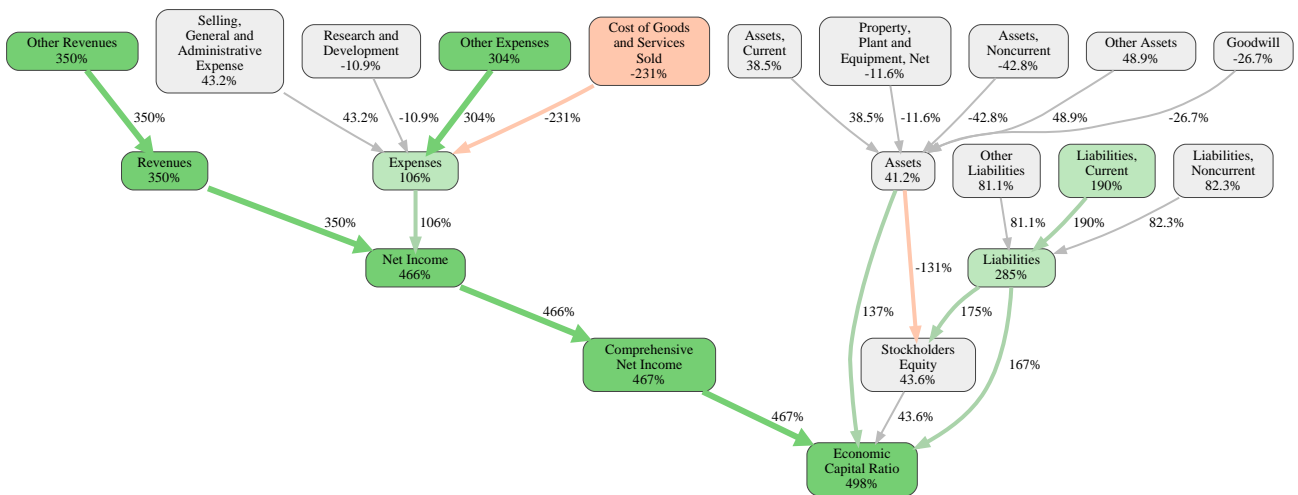 Other Revenues
350%
Selling,
General and
Administrative
Expense
43.2%
Research and
Development
-10.9%
Other Expenses
304%
Cost of Goods
and Services
Sold
-231%
Assets,
Current
38.5%
Property,
Plant and
Equipment, Net
-11.6%
Assets,
Noncurrent
-42.8%
Other Assets
48.9%
Goodwill
-26.7%
350%
43.2%
-10.9%
304%
-231%
38.5%
-11.6%
-42.8%
48.9%
-26.7%
Revenues
350%
Expenses
106%
Assets
41.2%
Other
Liabilities
81.1%
Liabilities,
Current
190%
Liabilities,
Noncurrent
82.3%
350%
106%
-131%
81.1%
190%
82.3%
Net Income
466%
Liabilities
285%
466%
137%
175%
167%
Comprehensive
Net Income
467%
Stockholders
Equity
43.6%
467%
43.6%
Economic
Capital Ratio
498%